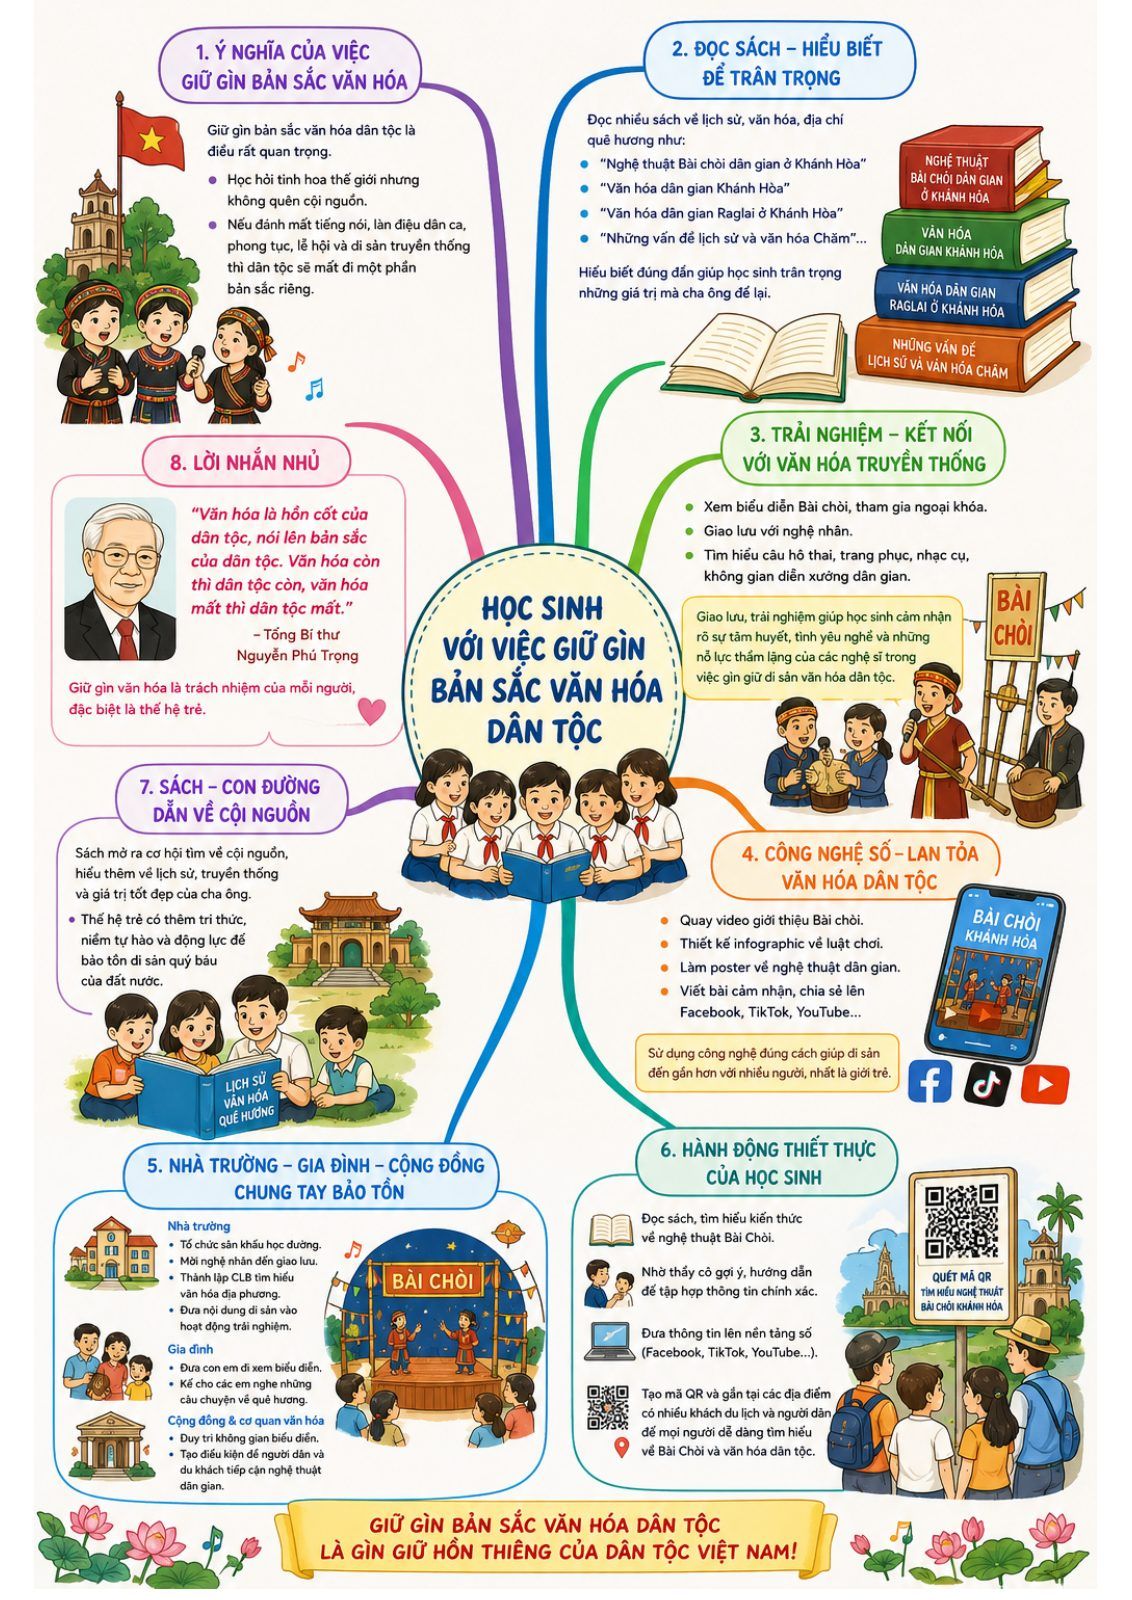 1. Ý NGHĨA CỦA VIỆC
GIỮ GÌN BẢN SẮC VĂN HÓA
Giữ gìn bản sắc văn hóa dân tộc là
điều rất quan trọng.
• Học hỏi tinh hoa thế giới nhưng
không quên cội nguồn.
• Nếu đánh mất tiếng nói, làn điệu dân ca,
phong tục, lễ hội và di sản truyền thống
thì dân tộc sẽ mất đi một phần
bản sắc riêng.
2. ĐỌC SÁCH – HIỂU BIẾT
ĐỂ TRÂN TRỌNG
Đọc nhiều sách về lịch sử, văn hóa, địa chí
quê hương như:
• “Nghệ thuật Bài chòi dân gian ở Khánh Hòa”
• “Văn hóa dân gian Khánh Hòa”
• “Văn hóa dân gian Raglai ở Khánh Hòa”
• “Những vấn đề lịch sử và văn hóa Chăm”...
Hiểu biết đúng đắn giúp học sinh trân trọng
những giá trị mà cha ông để lại.
NGHỆ THUẬT
BÀI CHÒI DÂN GIAN
Ở KHÁNH HÒA
VĂN HÓA
DÂN GIAN KHÁNH HÒA
VĂN HÓA DÂN GIAN
RAGLAI Ở KHÁNH HÒA
NHỮNG VẤN ĐỀ
LỊCH SỬ VÀ VĂN HÓA CHĂM
3. TRẢI NGHIỆM – KẾT NỐI
VỚI VĂN HÓA TRUYỀN THỐNG
• Xem biểu diễn Bài chòi, tham gia ngoại khóa.
• Giao lưu với nghệ nhân.
• Tìm hiểu câu hô thai, trang phục, nhạc cụ,
không gian diễn xướng dân gian.
Giao lưu, trải nghiệm giúp học sinh cảm nhận
rõ sự tâm huyết, tình yêu nghề và những
nỗ lực thầm lặng của các nghệ sĩ trong
việc gìn giữ di sản văn hóa dân tộc.
BÀI
CHÒI
8. LỜI NHẮN NHỦ
“Văn hóa là hồn cốt của
dân tộc, nói lên bản sắc
của dân tộc. Văn hóa còn
thì dân tộc còn, văn hóa
mất thì dân tộc mất.”
– Tổng Bí thư
Nguyễn Phú Trọng
Giữ gìn văn hóa là trách nhiệm của mỗi người,
đặc biệt là thế hệ trẻ.
HỌC SINH
VỚI VIỆC GIỮ GÌN
BẢN SẮC VĂN HÓA
DÂN TỘC
7. SÁCH – CON ĐƯỜNG
DẪN VỀ CỘI NGUỒN
Sách mở ra cơ hội tìm về cội nguồn,
hiểu thêm về lịch sử, truyền thống
và giá trị tốt đẹp của cha ông.
• Thế hệ trẻ có thêm tri thức,
niềm tự hào và động lực để
bảo tồn di sản quý báu
của đất nước.
LỊCH SỬ
VĂN HÓA
QUÊ HƯƠNG
4. CÔNG NGHỆ SỐ – LAN TỎA
VĂN HÓA DÂN TỘC
• Quay video giới thiệu Bài chòi.
• Thiết kế infographic về luật chơi.
• Làm poster về nghệ thuật dân gian.
• Viết bài cảm nhận, chia sẻ lên
Facebook, TikTok, YouTube...
Sử dụng công nghệ đúng cách giúp di sản
đến gần hơn với nhiều người, nhất là giới trẻ.
BÀI CHÒI
KHÁNH HÒA
5. NHÀ TRƯỜNG – GIA ĐÌNH – CỘNG ĐỒNG
CHUNG TAY BẢO TỒN
Nhà trường
• Tổ chức sân khấu học đường.
• Mời nghệ nhân đến giao lưu.
• Thành lập CLB tìm hiểu
văn hóa địa phương.
• Đưa nội dung di sản vào
hoạt động trải nghiệm.
Gia đình
• Đưa con em đi xem biểu diễn.
• Kể cho các em nghe những
câu chuyện về quê hương.
Cộng đồng & cơ quan văn hóa
• Duy trì không gian biểu diễn.
• Tạo điều kiện để người dân và
du khách tiếp cận nghệ thuật
dân gian.
BÀI CHÒI
6. HÀNH ĐỘNG THIẾT THỰC
CỦA HỌC SINH
Đọc sách, tìm hiểu kiến thức
về nghệ thuật Bài Chòi.
Nhờ thầy cô gợi ý, hướng dẫn
để tập hợp thông tin chính xác.
Đưa thông tin lên nền tảng số
(Facebook, TikTok, YouTube...).
Tạo mã QR và gắn tại các địa điểm
có nhiều khách du lịch và người dân
để mọi người dễ dàng tìm hiểu
về Bài Chòi và văn hóa dân tộc.
QUÉT MÃ QR
TÌM HIỂU NGHỆ THUẬT
BÀI CHÒI KHÁNH HÒA
GIỮ GÌN BẢN SẮC VĂN HÓA DÂN TỘC
LÀ GÌN GIỮ HỒN THIÊNG CỦA DÂN TỘC VIỆT NAM!